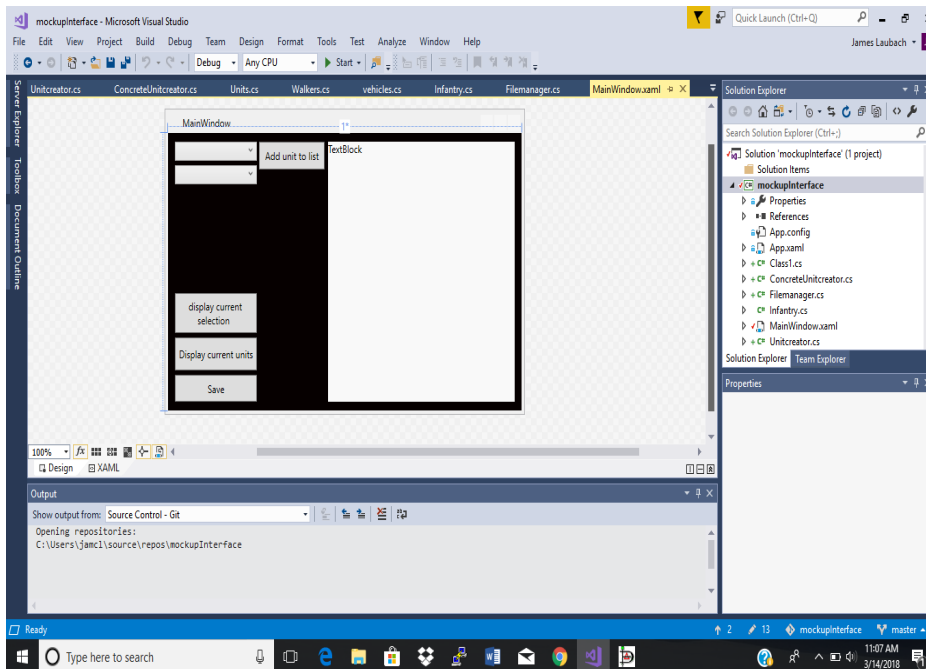 mockupInterface - Microsoft Visual Studio
Quick Launch (Ctrl+Q)
File Edit View Project Build Debug Team Design Format Tools Test Analyze Window Help
James Laubach
Debug Any CPU Start
Server Explorer
Toolbox
Document Outline
Unitcreator.cs ConcreteUnitcreator.cs Units.cs Walkers.cs vehicles.cs Infantry.cs Filemanager.cs MainWindow.xaml
MainWindow
1*
Add unit to list
TextBlock
display current
selection
Display current units
Save
100% fx
Design XAML
Solution Explorer
Search Solution Explorer (Ctrl+;)
Solution 'mockupInterface' (1 project)
Solution Items
mockupInterface
Properties
References
App.config
App.xaml
C# Class1.cs
C# ConcreteUnitcreator.cs
C# Filemanager.cs
C# Infantry.cs
MainWindow.xaml
C# Unitcreator.cs
Solution Explorer Team Explorer
Properties
Output
Show output from: Source Control - Git
Opening repositories:
C:\Users\jamcl\source\repos\mockupInterface
Ready
2 13 mockupInterface master
Type here to search
11:07 AM
3/14/2018